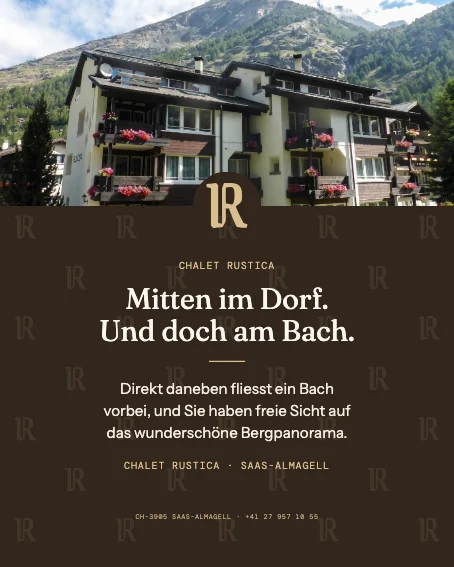 R
CHALET RUSTICA
Mitten im Dorf.
Und doch am Bach.
Direkt daneben fliesst ein Bach
vorbei, und Sie haben freie Sicht auf
das wunderschöne Bergpanorama.
CHALET RUSTICA · SAAS-ALMAGELL
CH-3905 SAAS-ALMAGELL · +41 27 957 10 55